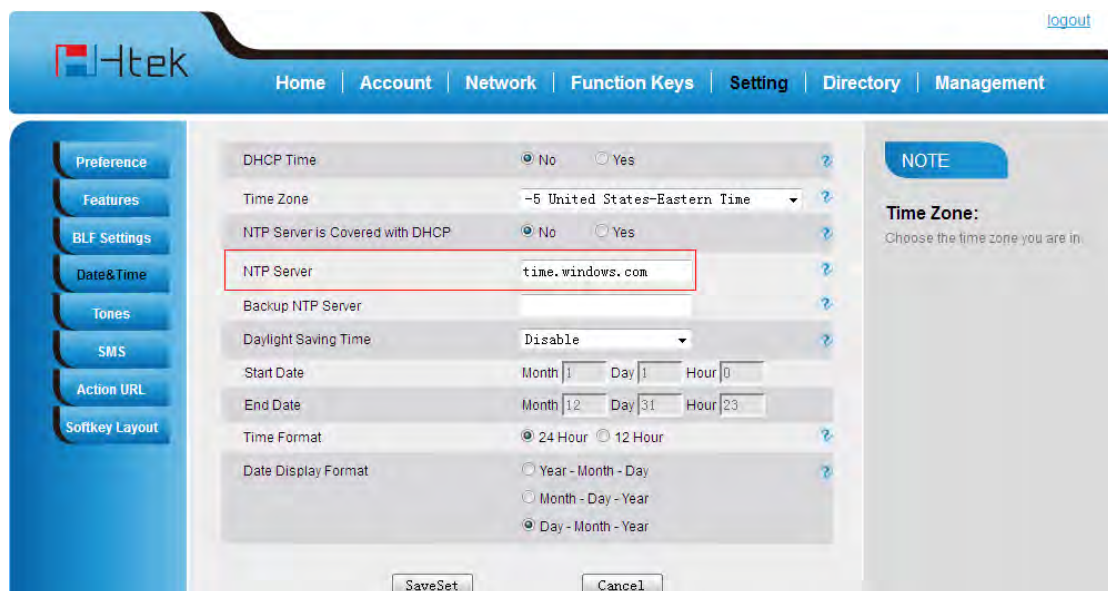 logout
Htek
Home Account Network Function Keys Setting Directory Management
Preference
Features
BLF Settings
Date&Time
Tones
SMS
Action URL
Softkey Layout
DHCP Time No Yes ?
Time Zone -5 United States-Eastern Time ?
NTP Server is Covered with DHCP No Yes ?
NTP Server time.windows.com ?
Backup NTP Server ?
Daylight Saving Time Disable ?
Start Date Month 1 Day 1 Hour 0
End Date Month 12 Day 31 Hour 23
Time Format 24 Hour 12 Hour ?
Date Display Format Year - Month - Day ?
Month - Day - Year
Day - Month - Year
SaveSet Cancel
NOTE
Time Zone:
Choose the time zone you are in.